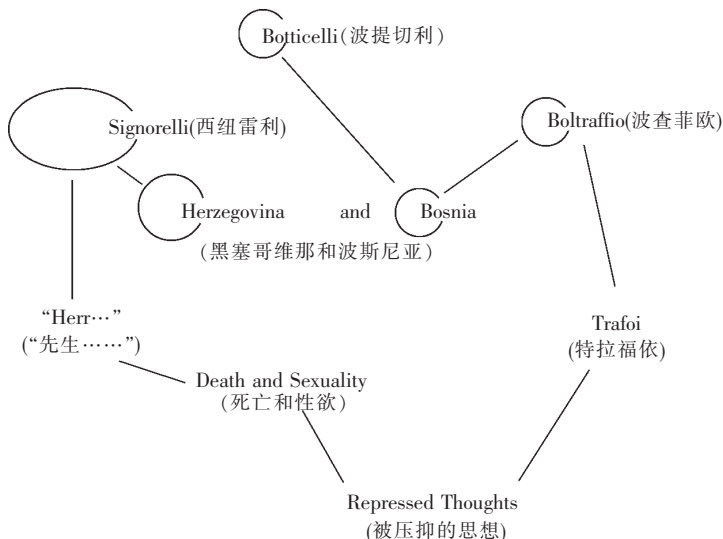 Botticelli(波提切利)
Signorelli(西纽雷利)
Boltraffio(波查菲欧)
Herzegovina and Bosnia
(黑塞哥维那和波斯尼亚)
“Herr…”
(“先生……”)
Trafoi
(特拉福依)
Death and Sexuality
(死亡和性欲)
Repressed Thoughts
(被压抑的思想)